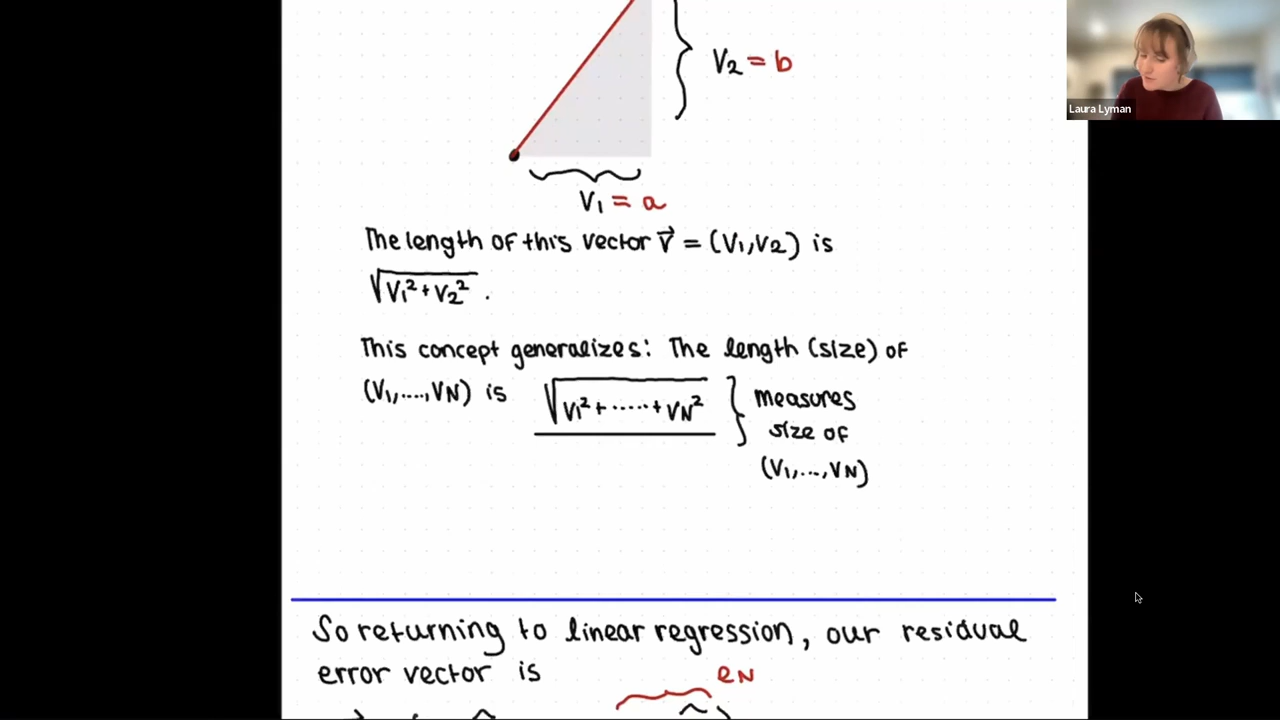 V2 = b
Laura Lyman
V1 = a
The length of this vector v⃗ = (V1,V2) is
√V1² + V2² .
This concept generalizes: The length (size) of
(V1,....,VN) is √V1² + ..... + VN² } measures
size of
(V1,...,VN)
So returning to linear regression, our residual
error vector is
eN